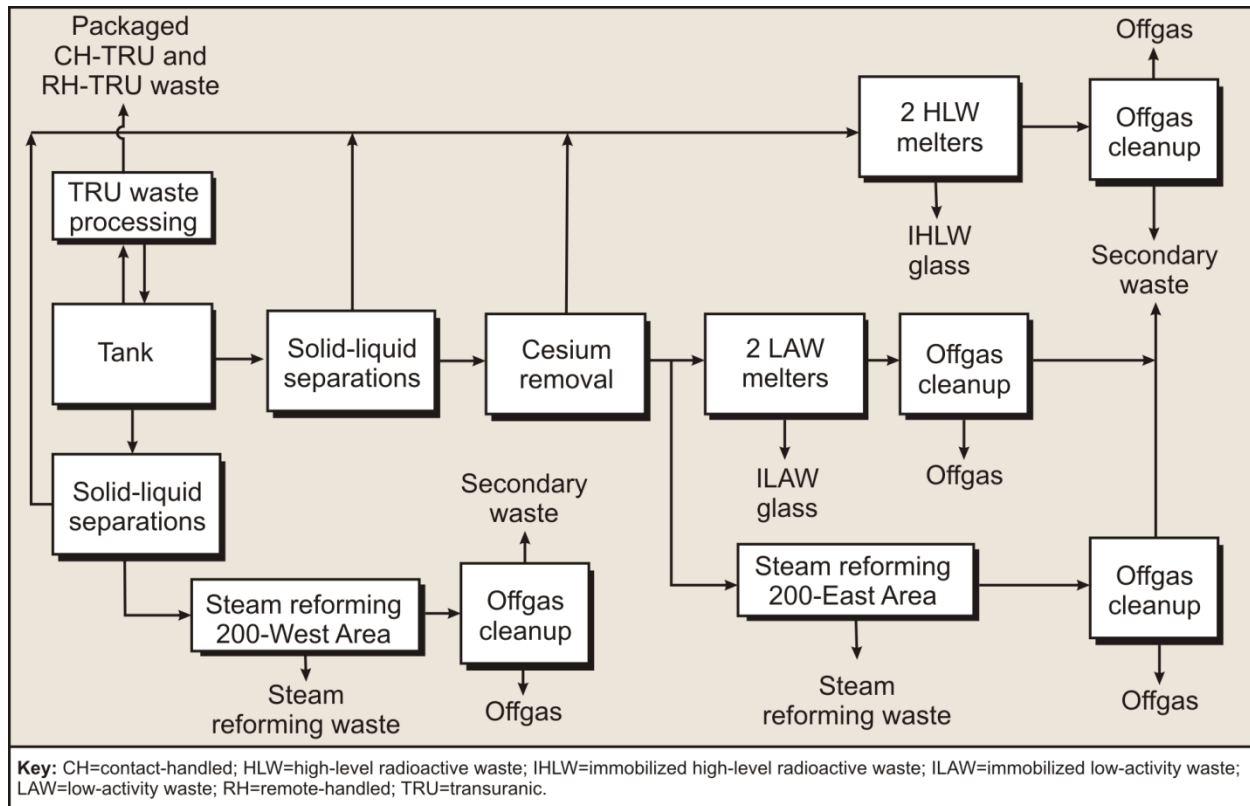 Packaged
CH-TRU and
RH-TRU waste
Offgas
2 HLW
melters
Offgas
cleanup
TRU waste
processing
IHLW
glass
Secondary
waste
Tank
Solid-liquid
separations
Cesium
removal
2 LAW
melters
Offgas
cleanup
Solid-liquid
separations
Secondary
waste
ILAW
glass
Offgas
Steam reforming
200-West Area
Offgas
cleanup
Steam reforming
200-East Area
Offgas
cleanup
Steam
reforming waste
Offgas
Steam
reforming waste
Offgas
Key: CH=contact-handled; HLW=high-level radioactive waste; IHLW=immobilized high-level radioactive waste; ILAW=immobilized low-activity waste;
LAW=low-activity waste; RH=remote-handled; TRU=transuranic.